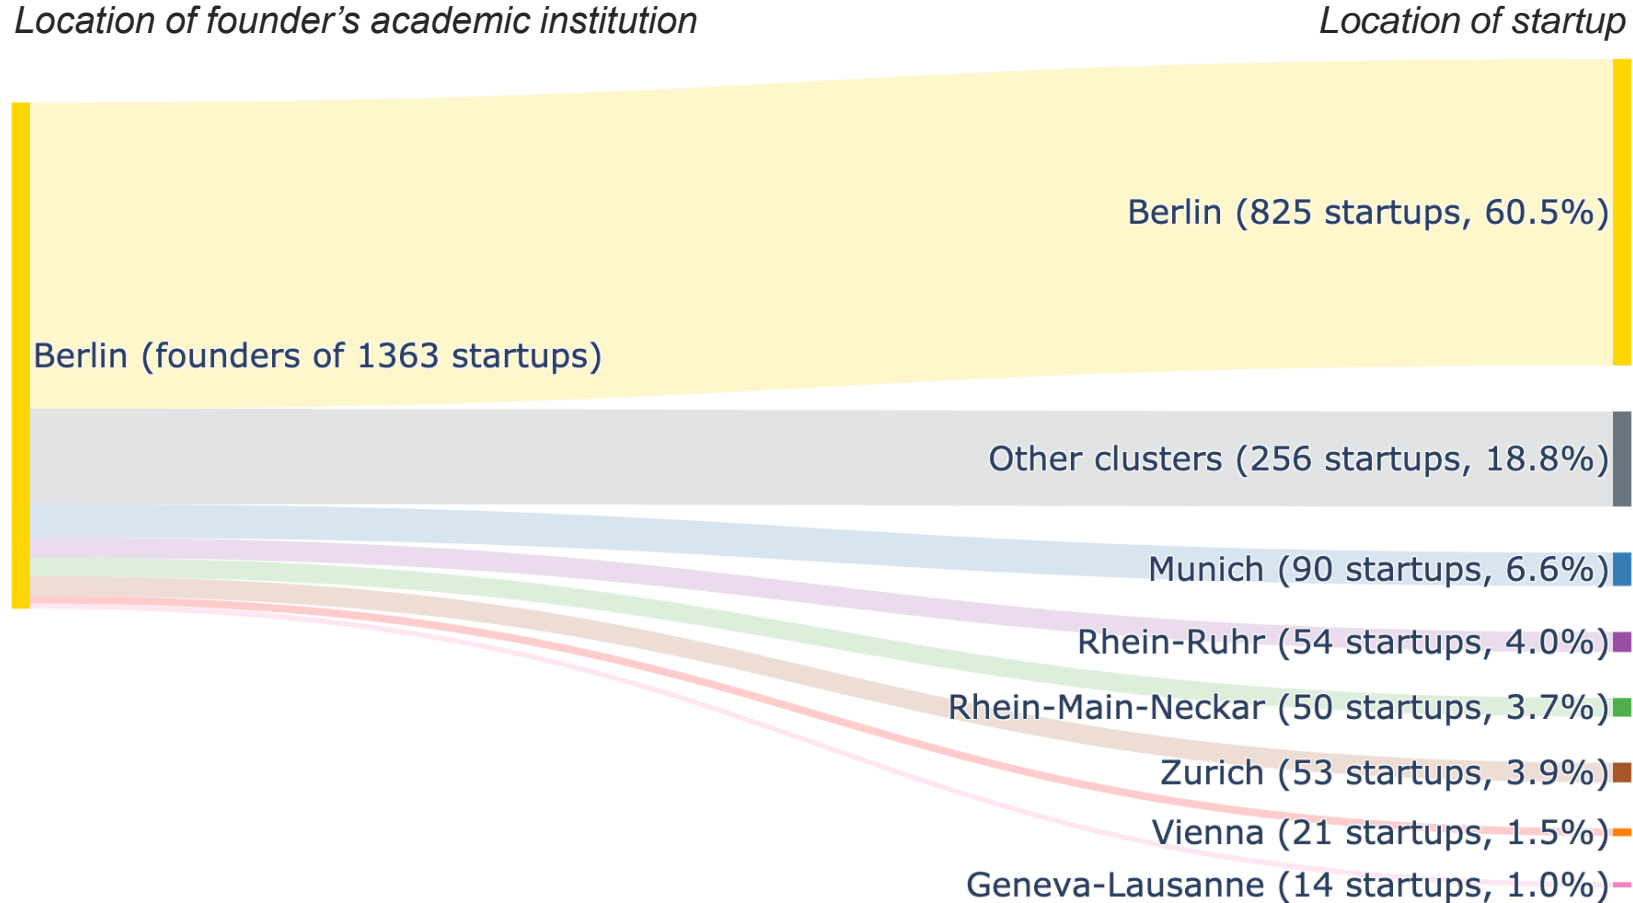 Location of founder’s academic institution
Location of startup
Berlin (825 startups, 60.5%)
Berlin (founders of 1363 startups)
Other clusters (256 startups, 18.8%)
Munich (90 startups, 6.6%)
Rhein-Ruhr (54 startups, 4.0%)
Rhein-Main-Neckar (50 startups, 3.7%)
Zurich (53 startups, 3.9%)
Vienna (21 startups, 1.5%)
Geneva-Lausanne (14 startups, 1.0%)